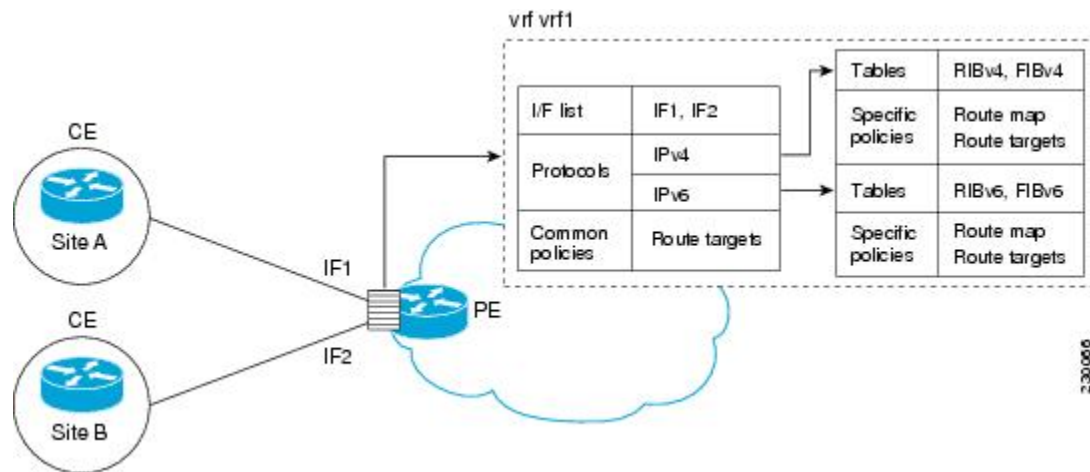 vrf vrf1
I/F list
IF1, IF2
Protocols
IPv4
IPv6
Common
policies
Route targets
Tables
RIBv4, FIBv4
Specific
policies
Route map
Route targets
Tables
RIBv6, FIBv6
Specific
policies
Route map
Route targets
CE
Site A
IF1
CE
Site B
IF2
PE
230066